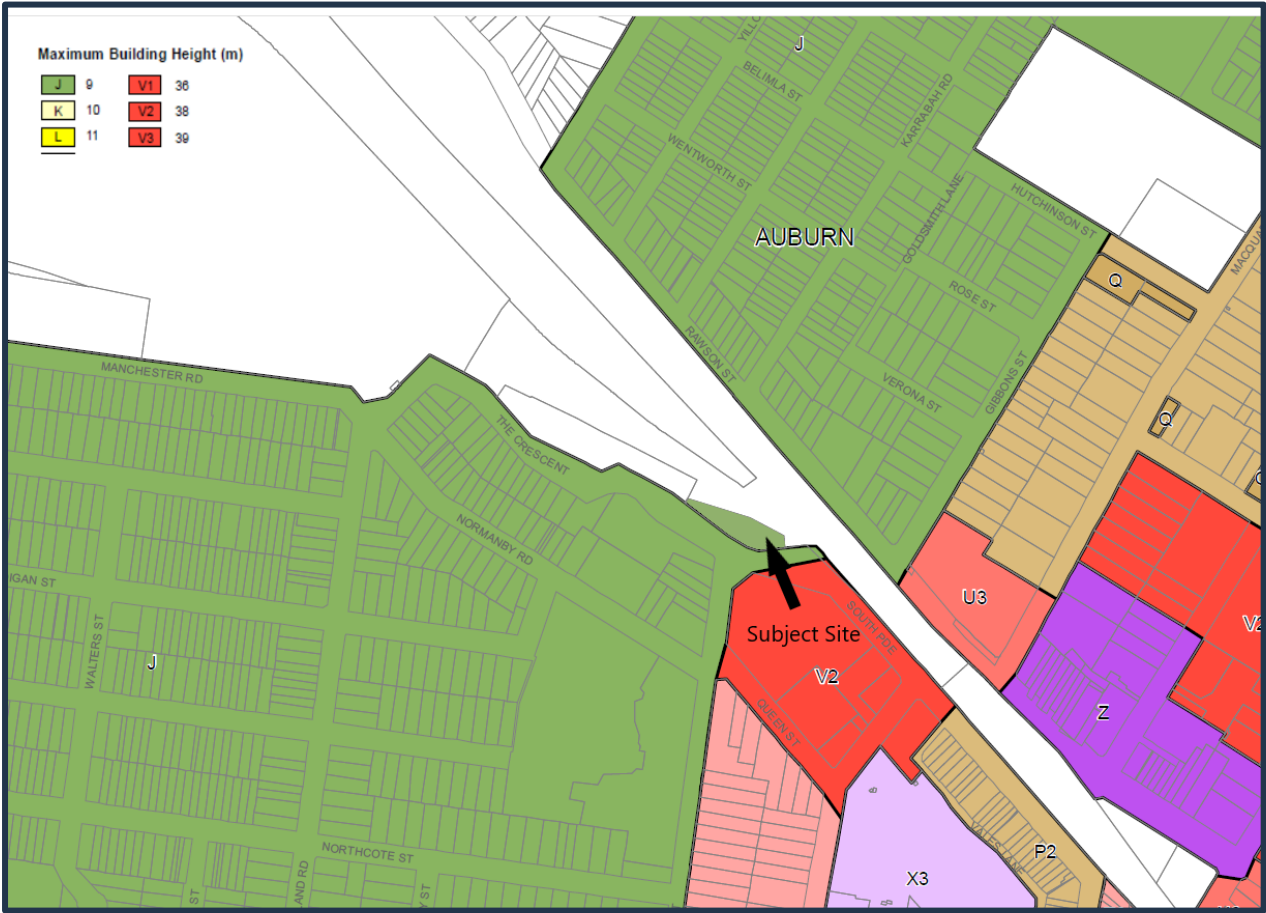 Maximum Building Height (m)
J 9 V1 36
K 10 V2 38
L 11 V3 39
J
BELIMLA ST
KARRABAH RD
WENTWORTH ST
GOLDSMITH LANE
HUTCHINSON ST
AUBURN
Q
ROSE ST
RAWSON ST
VERONA ST
GIBBONS ST
Q
MANCHESTER RD
THE CRESCENT
NORMANBY RD
U3
SOUTH PDE
Subject Site
V2
WALTERS ST
J
V2
QUEEN ST
Z
NORTHCOTE ST
P2
X3
ST